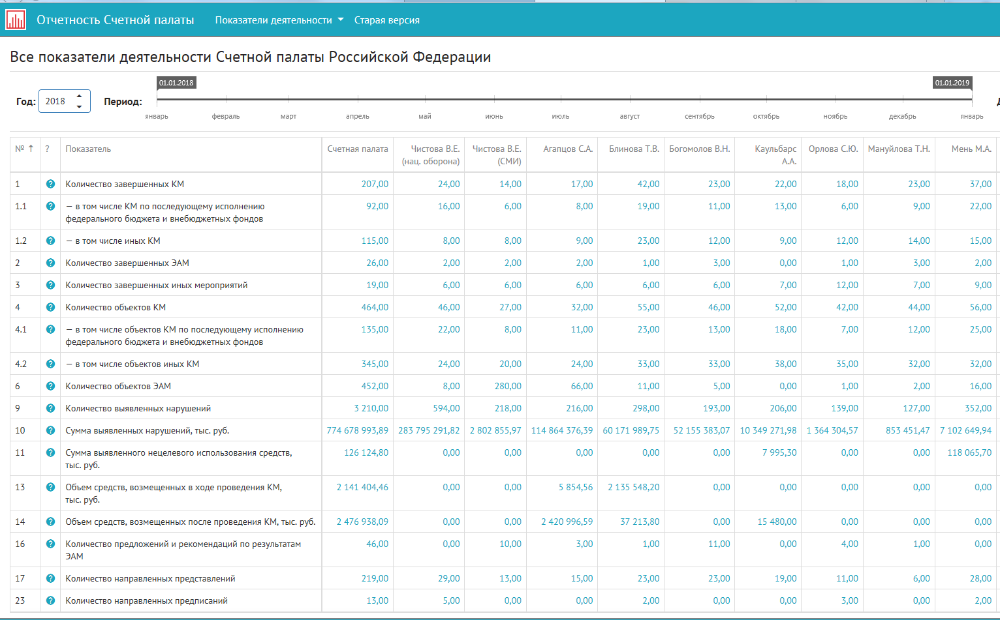 Отчетность Счетной палаты Показатели деятельности Старая версия
Все показатели деятельности Счетной палаты Российской Федерации
01.01.2018 01.01.2019
Год: 2018 Период:
январь февраль март апрель май июнь июль август сентябрь октябрь ноябрь декабрь январь
№ ↑ ? Показатель Счетная палата Чистова В.Е. Чистова В.Е. Агапцов С.А. Блинова Т.В. Богомолов В.Н. Каульбарс Орлова С.Ю. Мануйлова Т.Н. Мень М.А.
(нац. оборона) (СМИ) А.А.
1 ? Количество завершенных КМ 207,00 24,00 14,00 17,00 42,00 23,00 22,00 18,00 23,00 37,00
1.1 ? — в том числе КМ по последующему исполнению 92,00 16,00 6,00 8,00 19,00 11,00 13,00 6,00 9,00 22,00
федерального бюджета и внебюджетных фондов
1.2 ? — в том числе иных КМ 115,00 8,00 8,00 9,00 23,00 12,00 9,00 12,00 14,00 15,00
2 ? Количество завершенных ЭАМ 26,00 2,00 2,00 2,00 1,00 3,00 0,00 1,00 3,00 2,00
3 ? Количество завершенных иных мероприятий 19,00 6,00 6,00 6,00 6,00 6,00 7,00 12,00 7,00 9,00
4 ? Количество объектов КМ 464,00 46,00 27,00 32,00 55,00 46,00 52,00 42,00 44,00 56,00
4.1 ? — в том числе объектов КМ по последующему исполнению 135,00 22,00 8,00 11,00 23,00 13,00 18,00 7,00 12,00 25,00
федерального бюджета и внебюджетных фондов
4.2 ? — в том числе объектов иных КМ 345,00 24,00 20,00 24,00 33,00 33,00 38,00 35,00 32,00 32,00
6 ? Количество объектов ЭАМ 452,00 8,00 280,00 66,00 11,00 5,00 0,00 1,00 2,00 16,00
9 ? Количество выявленных нарушений 3 210,00 594,00 218,00 216,00 298,00 193,00 206,00 139,00 127,00 352,00
10 ? Сумма выявленных нарушений, тыс. руб. 774 678 993,89 283 795 291,82 2 802 855,97 114 864 376,39 60 171 989,75 52 155 383,07 10 349 271,98 1 364 304,57 853 451,47 7 102 649,94
11 ? Сумма выявленного нецелевого использования средств, 126 124,80 0,00 0,00 0,00 0,00 0,00 7 995,30 0,00 0,00 118 065,70
тыс. руб.
13 ? Объем средств, возмещенных в ходе проведения КМ, 2 141 404,46 0,00 0,00 5 854,56 2 135 548,20 0,00 0,00 0,00 0,00 0,00
тыс. руб.
14 ? Объем средств, возмещенных после проведения КМ, тыс. руб. 2 476 938,09 0,00 0,00 2 420 996,59 37 213,80 0,00 15 480,00 0,00 0,00 0,00
16 ? Количество предложений и рекомендаций по результатам 46,00 0,00 10,00 3,00 1,00 11,00 0,00 4,00 1,00 0,00
ЭАМ
17 ? Количество направленных представлений 219,00 29,00 13,00 15,00 23,00 23,00 19,00 11,00 6,00 28,00
23 ? Количество направленных предписаний 13,00 5,00 0,00 0,00 2,00 0,00 0,00 3,00 0,00 2,00